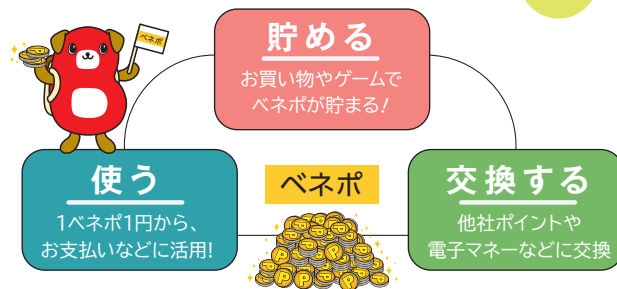 ベネポ
貯める
お買い物やゲームで
ベネポが貯まる!
使う
1ベネポ1円から、
お支払いなどに活用!
ベネポ
交換する
他社ポイントや
電子マネーなどに交換